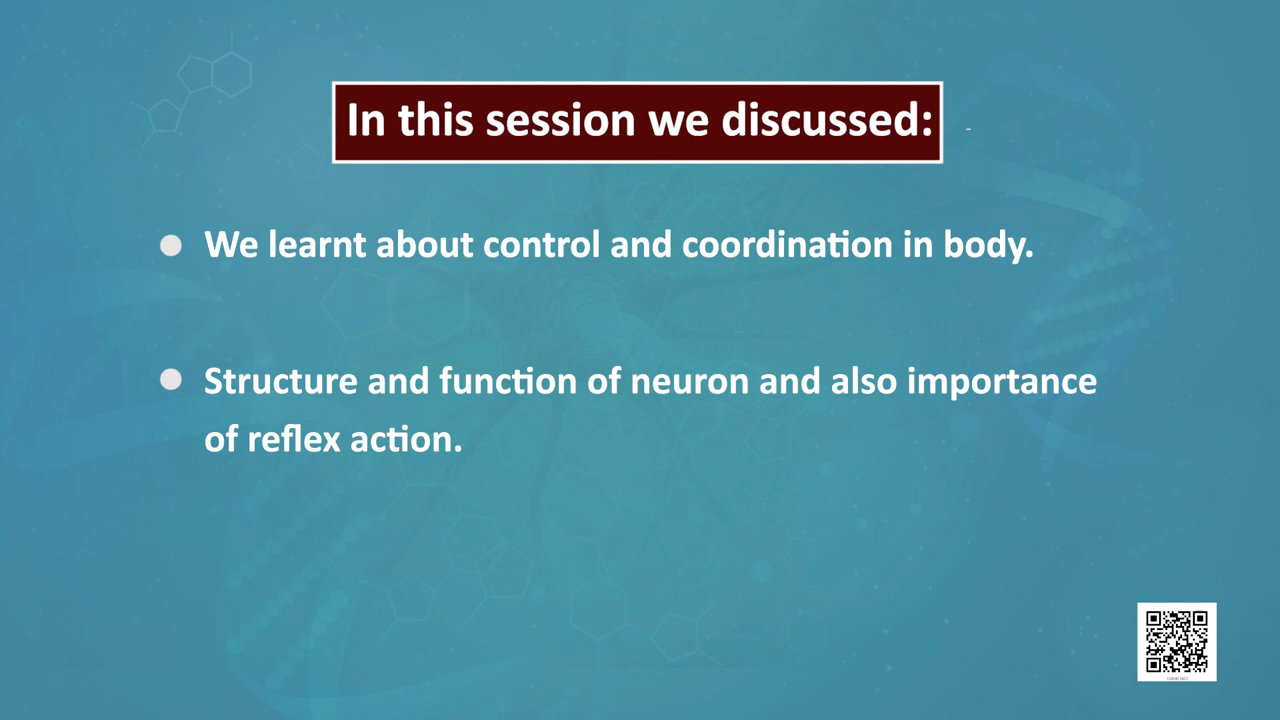 In this session we discussed:
We learnt about control and coordination in body.
Structure and function of neuron and also importance
of reflex action.